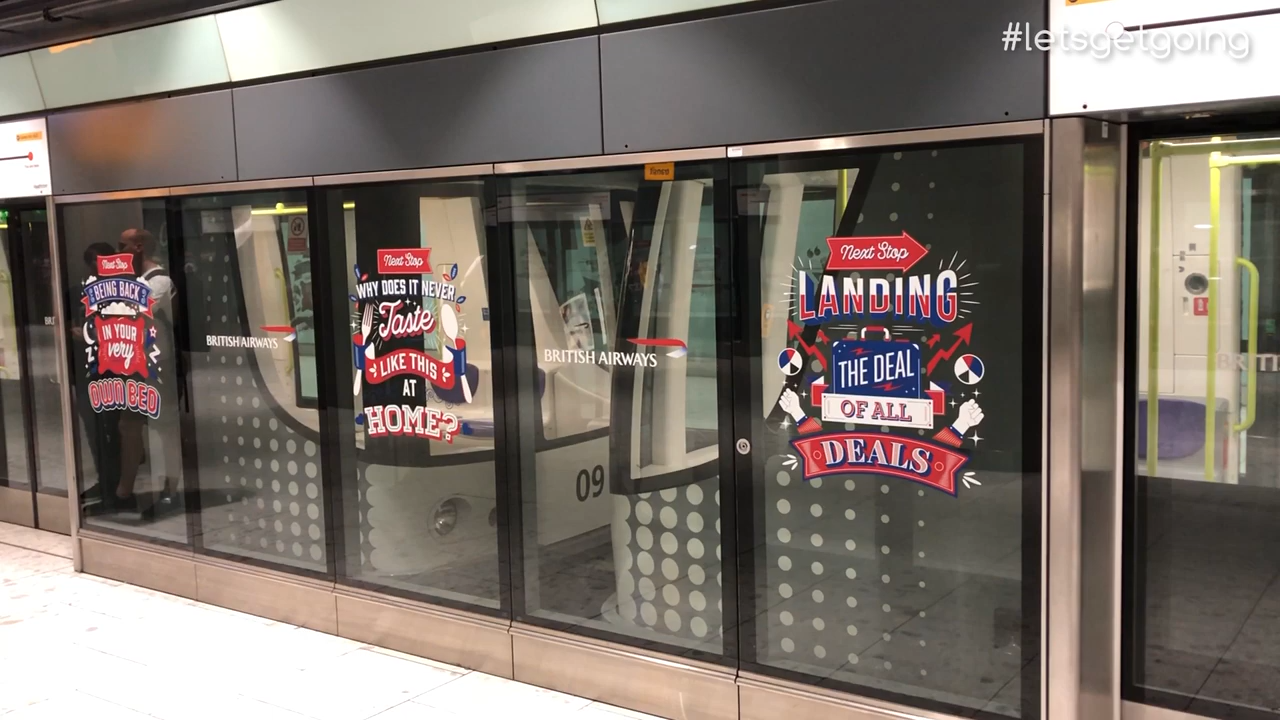 #letsgetgoing
Next Stop
BEING BACK
IN YOUR
very
OWN BED
BRITISH AIRWAYS
Next Stop
WHY DOES IT NEVER
Taste
LIKE THIS
AT
HOME?
BRITISH AIRWAYS
09
Next Stop
LANDING
THE DEAL
OF ALL
DEALS